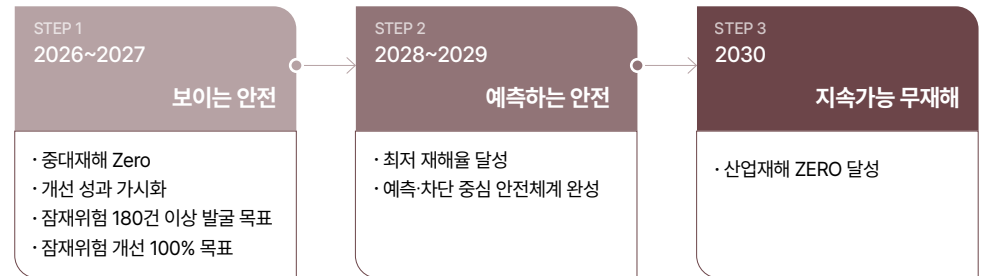 STEP 1
2026~2027
보이는 안전
· 중대재해 Zero
· 개선 성과 가시화
· 잠재위험 180건 이상 발굴 목표
· 잠재위험 개선 100% 목표
STEP 2
2028~2029
예측하는 안전
· 최저 재해율 달성
· 예측·차단 중심 안전체계 완성
STEP 3
2030
지속가능 무재해
· 산업재해 ZERO 달성